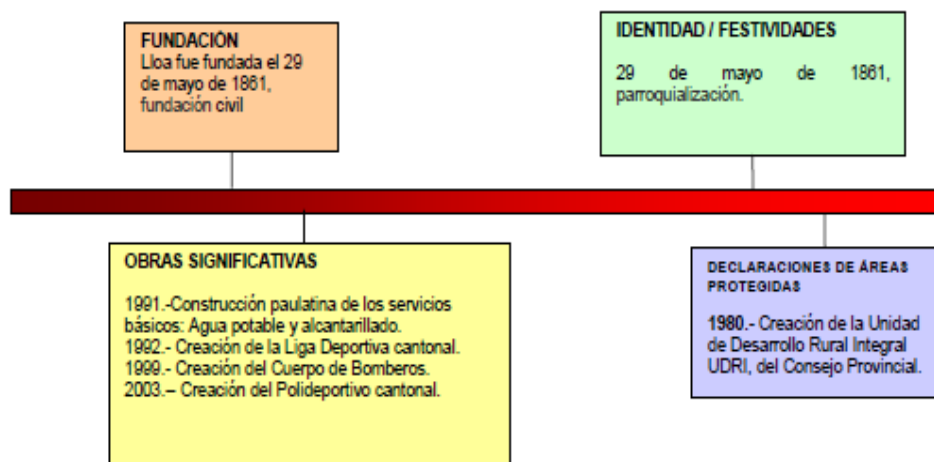 FUNDACIÓN
Lloa fue fundada el 29
de mayo de 1861,
fundación civil
IDENTIDAD / FESTIVIDADES
29 de mayo de 1861,
parroquialización.
OBRAS SIGNIFICATIVAS
1991.-Construcción paulatina de los servicios
básicos: Agua potable y alcantarillado.
1992.- Creación de la Liga Deportiva cantonal.
1999.- Creación del Cuerpo de Bomberos.
2003.– Creación del Polideportivo cantonal.
DECLARACIONES DE ÁREAS
PROTEGIDAS
1980.- Creación de la Unidad
de Desarrollo Rural Integral
UDRI, del Consejo Provincial.